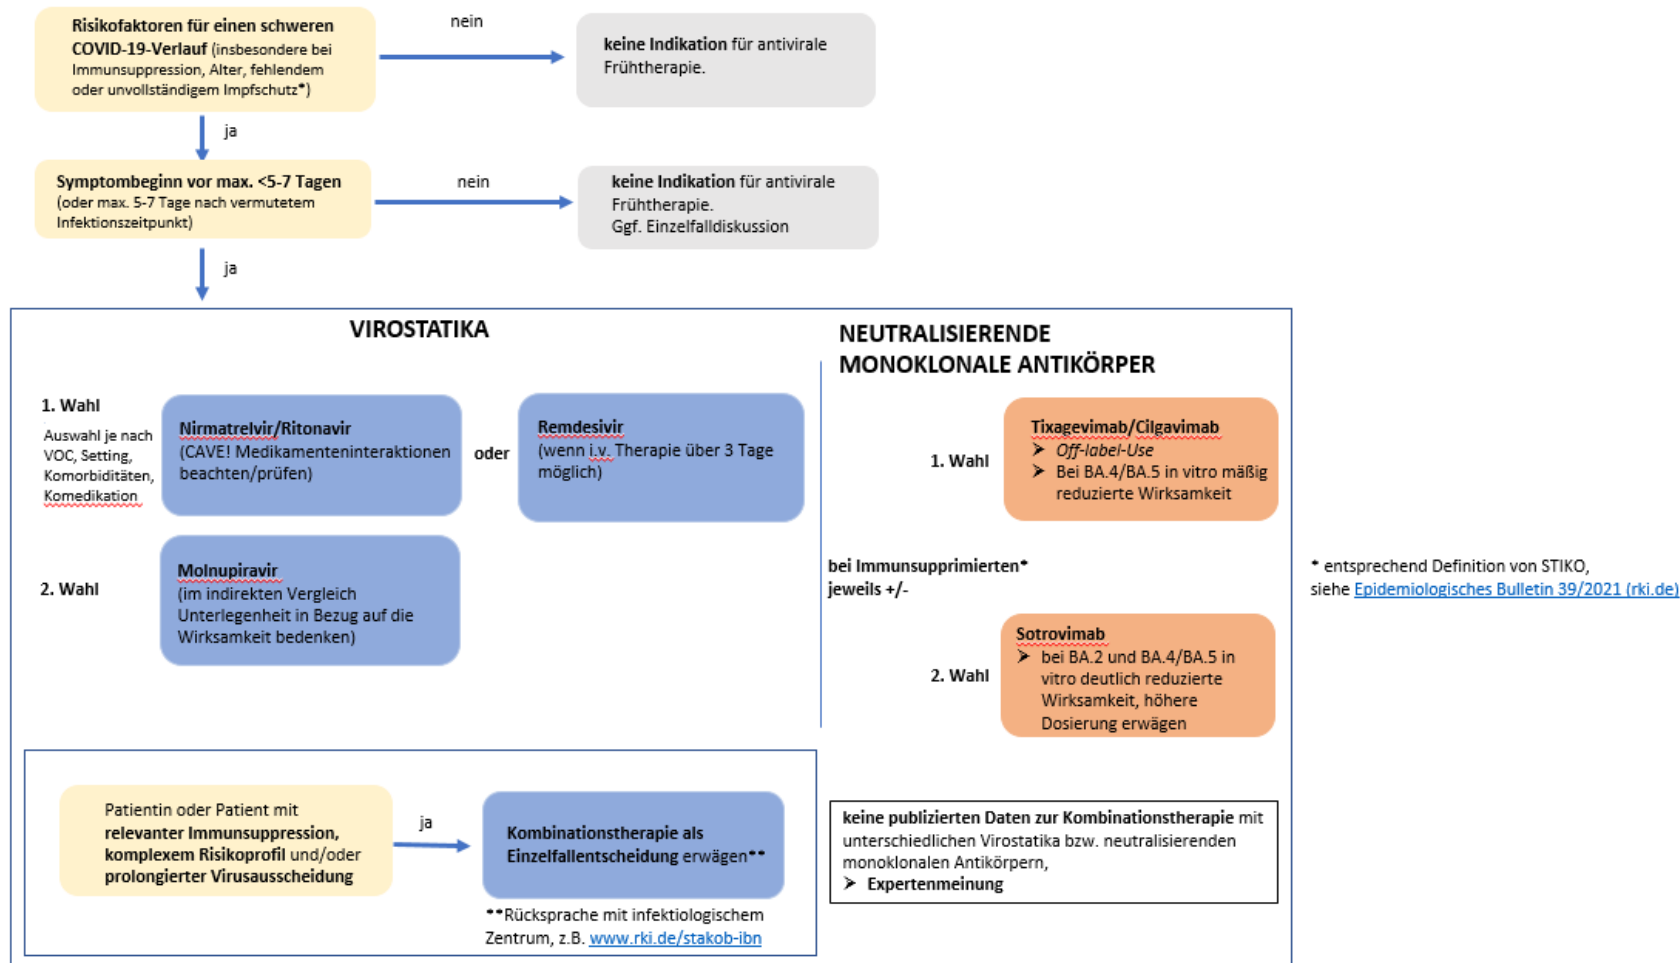 Risikofaktoren für einen schweren
COVID-19-Verlauf (insbesondere bei
Immunsuppression, Alter, fehlendem
oder unvollständigem Impfschutz*)
nein
keine Indikation für antivirale
Frühtherapie.
ja
Symptombeginn vor max. <5-7 Tagen
(oder max. 5-7 Tage nach vermutetem
Infektionszeitpunkt)
nein
keine Indikation für antivirale
Frühtherapie.
Ggf. Einzelfalldiskussion
ja
VIROSTATIKA
1. Wahl
Auswahl je nach
VOC, Setting,
Komorbiditäten,
Komedikation
Nirmatrelvir/Ritonavir
(CAVE! Medikamenteninteraktionen
beachten/prüfen)
oder
Remdesivir
(wenn i.v. Therapie über 3 Tage
möglich)
2. Wahl
Molnupiravir
(im indirekten Vergleich
Unterlegenheit in Bezug auf die
Wirksamkeit bedenken)
NEUTRALISIERENDE
MONOKLONALE ANTIKÖRPER
1. Wahl
Tixagevimab/Cilgavimab
➤ Off-label-Use
➤ Bei BA.4/BA.5 in vitro mäßig
reduzierte Wirksamkeit
bei Immunsupprimierten*
jeweils +/-
2. Wahl
Sotrovimab
➤ bei BA.2 und BA.4/BA.5 in
vitro deutlich reduzierte
Wirksamkeit, höhere
Dosierung erwägen
* entsprechend Definition von STIKO,
siehe Epidemiologisches Bulletin 39/2021 (rki.de)
Patientin oder Patient mit
relevanter Immunsuppression,
komplexem Risikoprofil und/oder
prolongierter Virusausscheidung
ja
Kombinationstherapie als
Einzelfallentscheidung erwägen**
**Rücksprache mit infektiologischem
Zentrum, z.B. www.rki.de/stakob-ibn
keine publizierten Daten zur Kombinationstherapie mit
unterschiedlichen Virostatika bzw. neutralisierenden
monoklonalen Antikörpern,
➤ Expertenmeinung